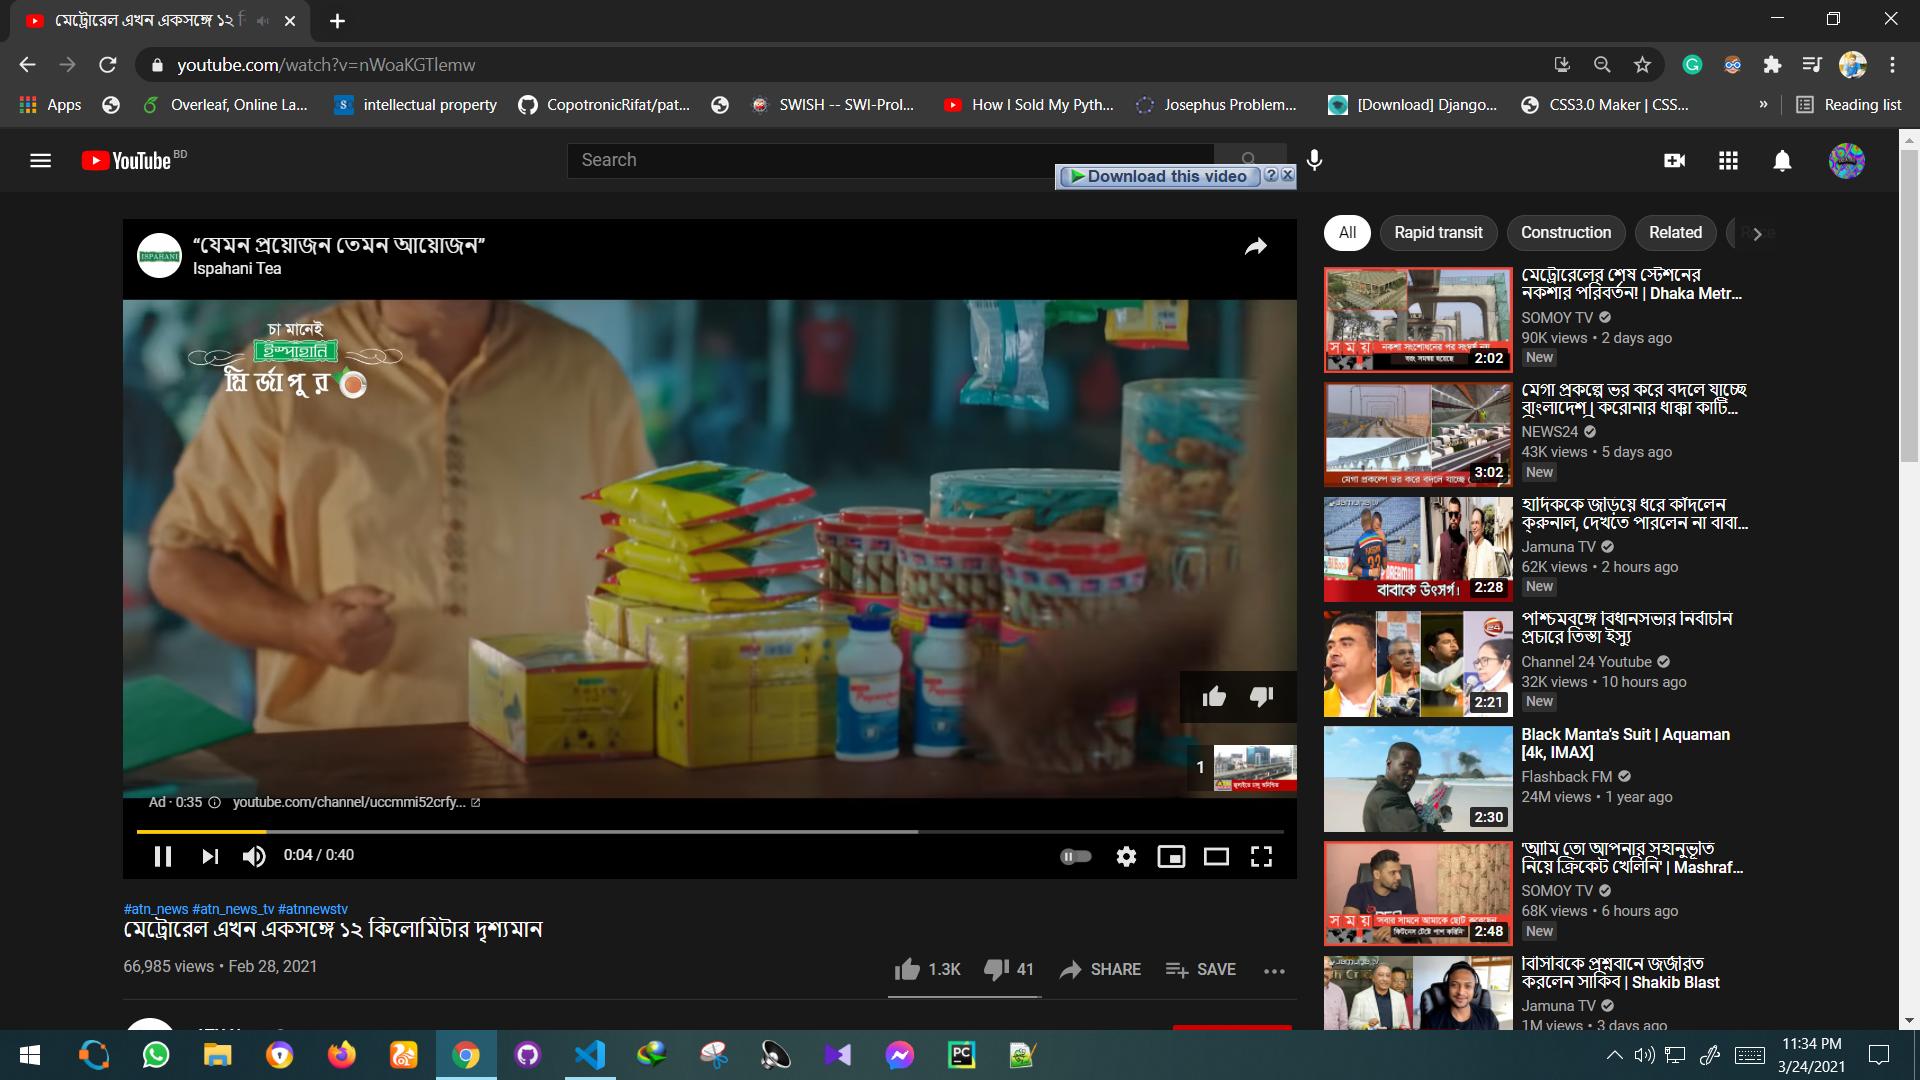 মেট্রোরেল এখন একসঙ্গে ১২
youtube.com/watch?v=nWoaKGTlemw
Apps
Overleaf, Online La...
intellectual property
CopotronicRifat/pat...
SWISH -- SWI-Prol...
How I Sold My Pyth...
Josephus Problem...
[Download] Django...
CSS3.0 Maker | CSS...
»
Reading list
YouTube BD
Search
Download this video
“যেমন প্রয়োজন তেমন আয়োজন”
Ispahani Tea
ISPAHANI
চা মানেই
ইস্পাহানি
মির্জাপুর
1
Ad · 0:35
youtube.com/channel/uccmmi52crfy...
0:04 / 0:40
#atn_news #atn_news_tv #atnnewstv
মেট্রোরেল এখন একসঙ্গে ১২ কিলোমিটার দৃশ্যমান
66,985 views • Feb 28, 2021
1.3K
41
SHARE
SAVE
All
Rapid transit
Construction
Related
মেট্রোরেলের শেষ স্টেশনের
নকশার পরিবর্তন! | Dhaka Metr...
SOMOY TV
90K views • 2 days ago
New
সময়
2:02
মেগা প্রকল্পে ভর করে বদলে যাচ্ছে
বাংলাদেশ | করোনার ধাক্কা কাটি...
NEWS24
43K views • 5 days ago
New
3:02
হার্দিককে জড়িয়ে ধরে কাঁদলেন
ক্রুনাল, দেখতে পারলেন না বাবা...
Jamuna TV
62K views • 2 hours ago
New
বাবাকে উৎসর্গ!
2:28
পশ্চিমবঙ্গে বিধানসভার নির্বাচনি
প্রচারে তিস্তা ইস্যু
Channel 24 Youtube
32K views • 10 hours ago
New
24
2:21
Black Manta's Suit | Aquaman
[4k, IMAX]
Flashback FM
24M views • 1 year ago
2:30
'আমি তো আপনার সহানুভূতি
নিয়ে ক্রিকেট খেলিনি' | Mashraf...
SOMOY TV
68K views • 6 hours ago
New
সময়
2:48
বিসিবিকে প্রশ্নবানে জর্জরিত
করলেন সাকিব | Shakib Blast
Jamuna TV
1M views • 3 days ago
11:34 PM
3/24/2021